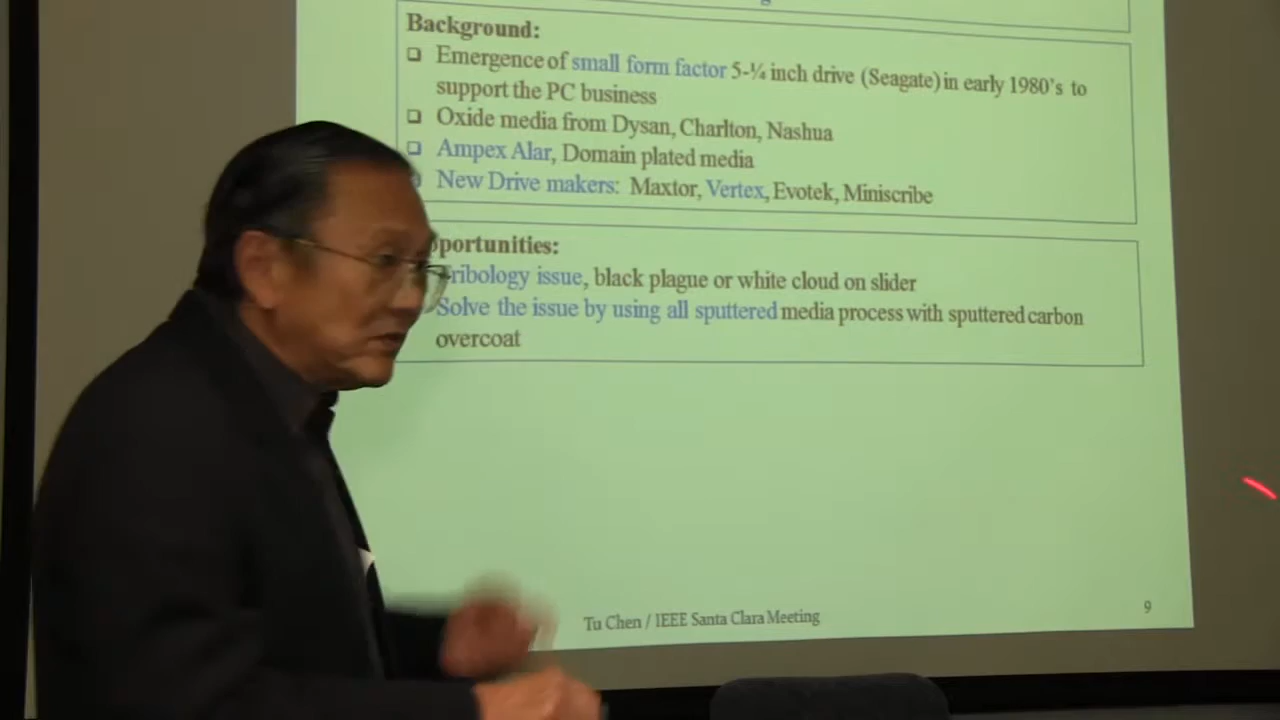 Background:
❑ Emergence of small form factor 5-¼ inch drive (Seagate) in early 1980's to
support the PC business
❑ Oxide media from Dysan, Charlton, Nashua
❑ Ampex Alar, Domain plated media
New Drive makers: Maxtor, Vertex, Evotek, Miniscribe
portunities:
ribology issue, black plague or white cloud on slider
Solve the issue by using all sputtered media process with sputtered carbon
overcoat
Tu Chen / IEEE Santa Clara Meeting
9